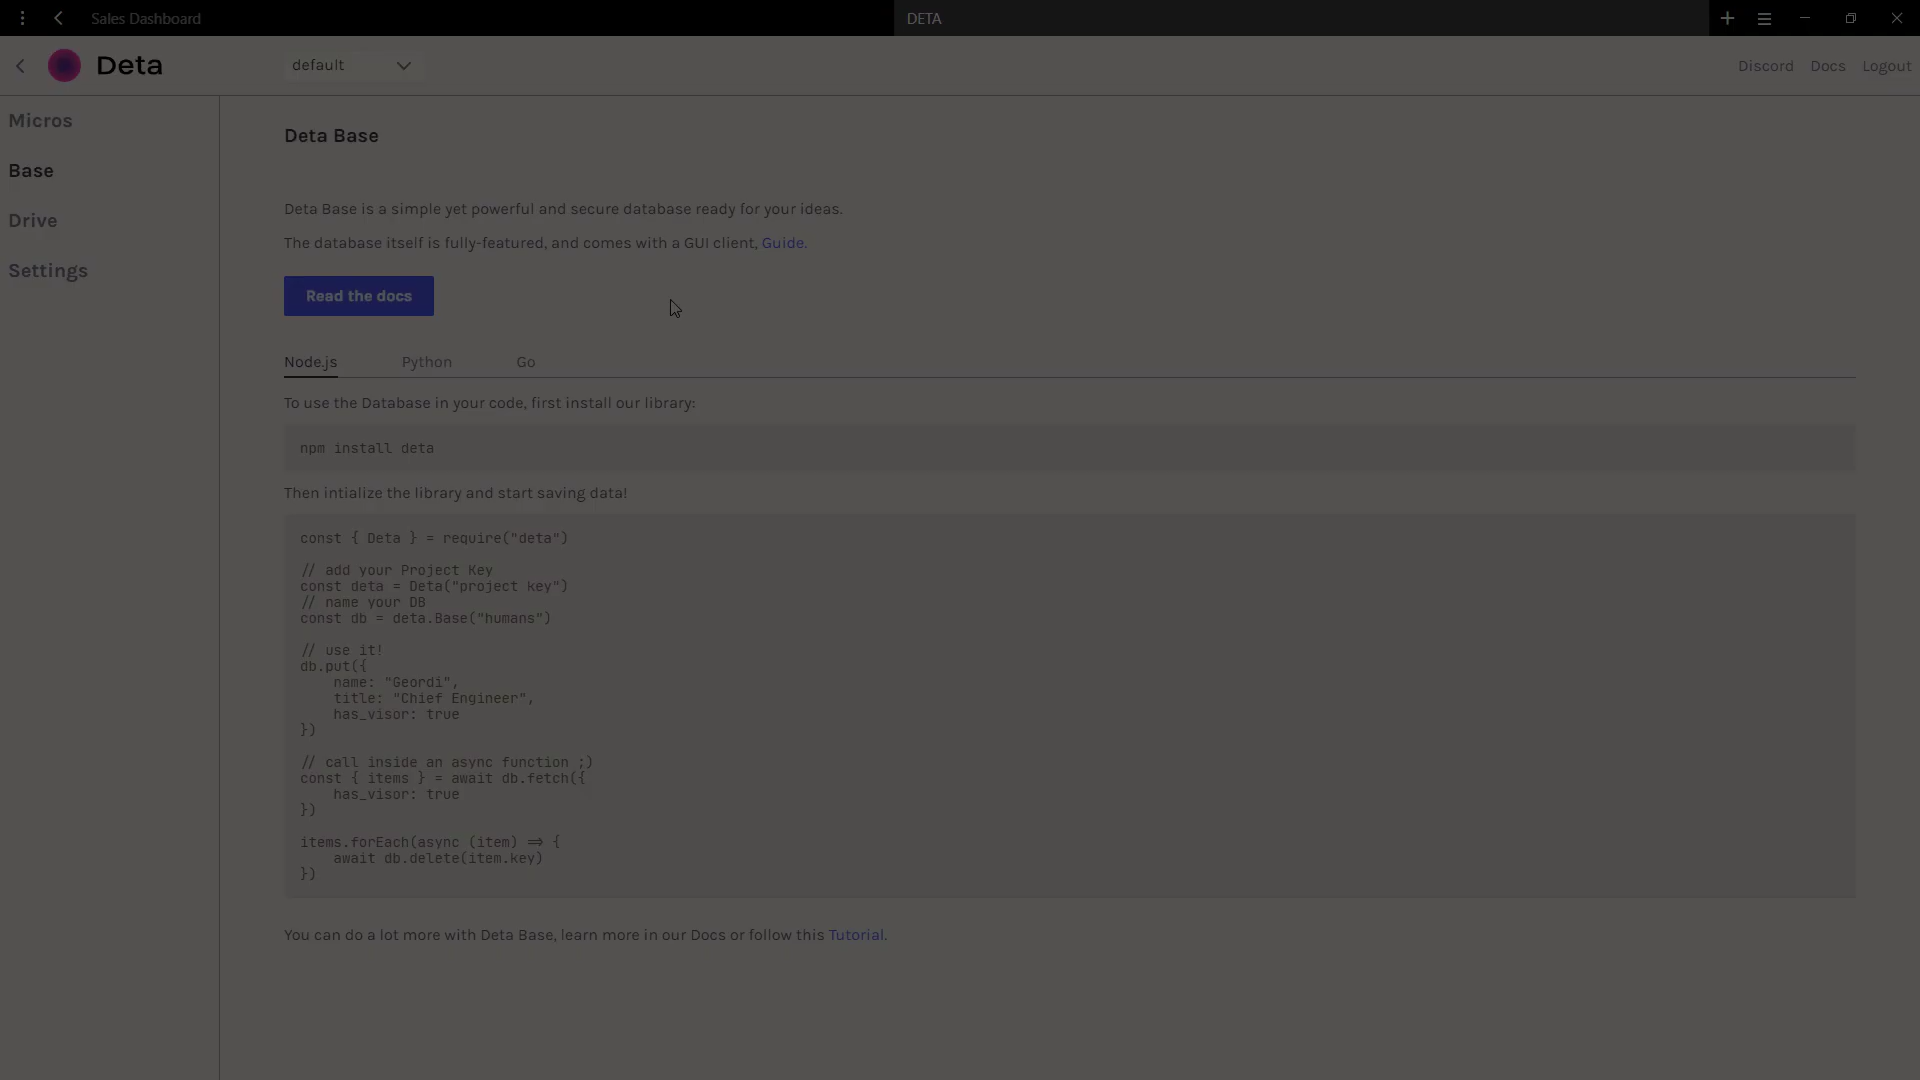 Sales Dashboard
DETA
Deta
default
Discord
Docs
Logout
Micros
Base
Drive
Settings
Deta Base
Deta Base is a simple yet powerful and secure database ready for your ideas.
The database itself is fully-featured, and comes with a GUI client, Guide.
Read the docs
Node.js
Python
Go
To use the Database in your code, first install our library:
npm install deta
Then intialize the library and start saving data!
const { Deta } = require("deta")
// add your Project Key
const deta = Deta("project key")
// name your DB
const db = deta.Base("humans")
// use it!
db.put({
    name: "Geordi",
    title: "Chief Engineer",
    has_visor: true
})
// call inside an async function ;)
const { items } = await db.fetch({
    has_visor: true
})
items.forEach(async (item) => {
    await db.delete(item.key)
})
You can do a lot more with Deta Base, learn more in our Docs or follow this Tutorial.